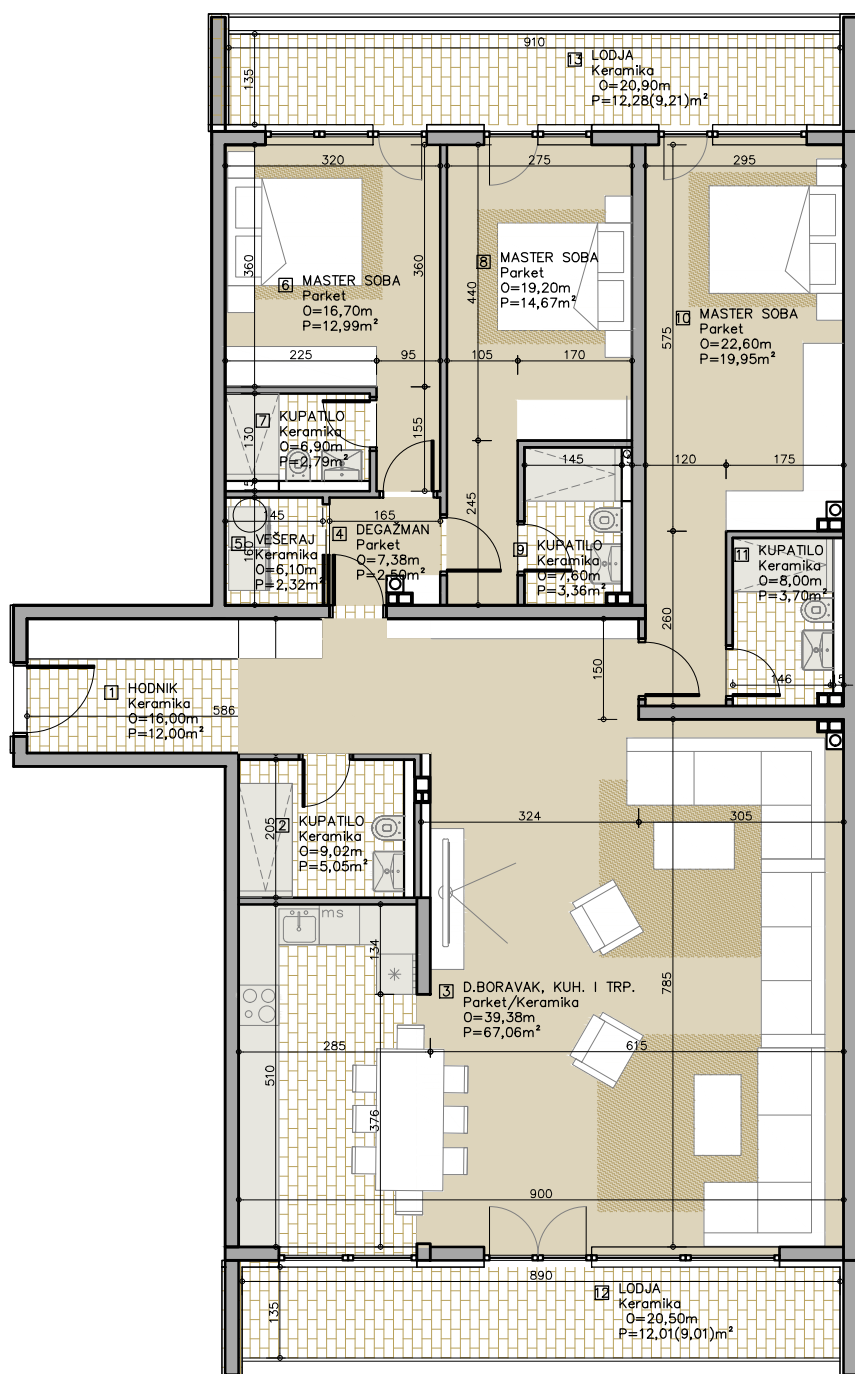 910
13 LODJA
Keramika
O=20,90m
P=12,28(9,21)m²
135
320
275
295
360
360
6 MASTER SOBA
Parket
O=16,70m
P=12,99m²
8 MASTER SOBA
Parket
O=19,20m
P=14,67m²
440
575
10 MASTER SOBA
Parket
O=22,60m
P=19,95m²
225
95
105
170
7 KUPATILO
Keramika
O=6,90m
P=2,79m²
130
155
15
145
120
175
245
145
165
160
5 VEŠERAJ
Keramika
O=6,10m
P=2,32m²
4 DEGAŽMAN
Parket
O=7,38m
P=2,50m²
9 KUPATILO
Keramika
O=7,60m
P=3,36m²
11 KUPATILO
Keramika
O=8,00m
P=3,70m²
260
150
146
15
1 HODNIK
Keramika
O=16,00m
P=12,00m²
586
205
2 KUPATILO
Keramika
O=9,02m
P=5,05m²
324
305
ms
134
785
3 D.BORAVAK, KUH. I TRP.
Parket/Keramika
O=39,38m
P=67,06m²
285
615
510
376
900
890
12 LODJA
Keramika
O=20,50m
P=12,01(9,01)m²
135